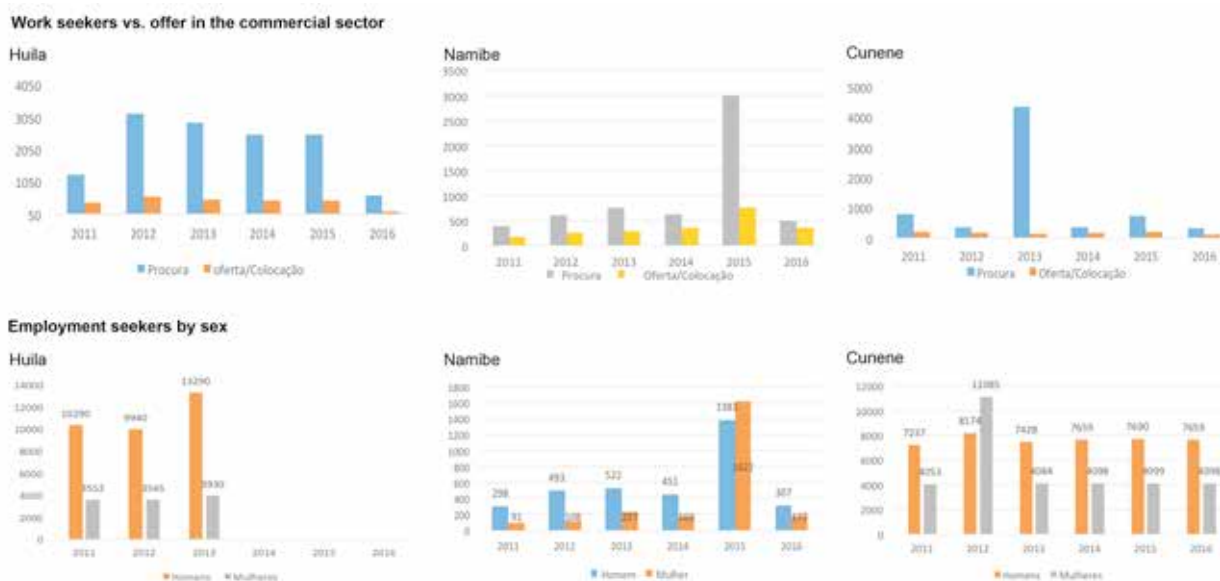 Work seekers vs. offer in the commercial sector
Huila
4050
3050
2050
1050
50
2011 2012 2013 2014 2015 2016
Procura oferta/Colocação
Namibe
3500
3000
2500
2000
1500
1000
500
0
2011 2012 2013 2014 2015 2016
Procura Oferta/Colocação
Cunene
5000
4000
3000
2000
1000
0
2011 2012 2013 2014 2015 2016
Procura Oferta/Colocação
Employment seekers by sex
Huila
14000
12000
10000
8000
6000
4000
2000
0
10290 9940 13290
3553 3545 3930
2011 2012 2013 2014 2015 2016
Homens Mulheres
Namibe
1800
1600
1400
1200
1000
800
600
400
200
0
298 493 522 451 307
91
2011 2012 2013 2014 2015 2016
Homem Mulher
Cunene
12000
10000
8000
6000
4000
2000
0
7237 8174 7428 7655 7690 7659
4053 11085 4098 4099 4098
2011 2012 2013 2014 2015 2016
Homens Mulheres